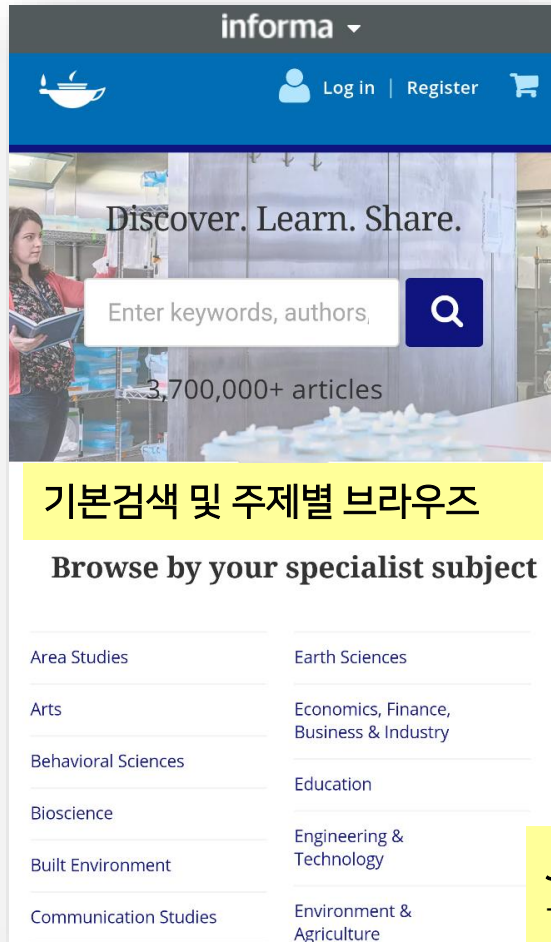 informa
Log in | Register
Discover. Learn. Share.
Enter keywords, authors,
3,700,000+ articles
기본검색 및 주제별 브라우즈
Browse by your specialist subject
Area Studies
Arts
Behavioral Sciences
Bioscience
Built Environment
Communication Studies
Earth Sciences
Economics, Finance,
Business & Industry
Education
Engineering &
Technology
Environment &
Agriculture